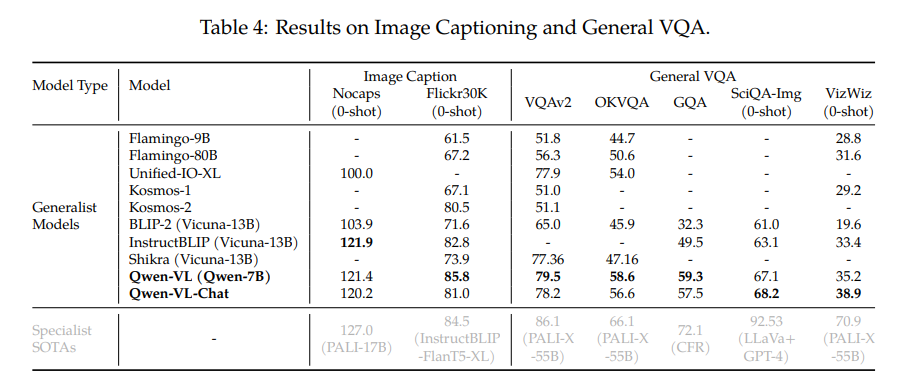 Table 4: Results on Image Captioning and General VQA.
Model Type Model Image Caption General VQA
Nocaps (0-shot) Flickr30K (0-shot) VQAv2 OKVQA GQA SciQA-Img (0-shot) VizWiz (0-shot)
Generalist Models
Flamingo-9B - 61.5 51.8 44.7 - - 28.8
Flamingo-80B - 67.2 56.3 50.6 - - 31.6
Unified-IO-XL 100.0 - 77.9 54.0 - - -
Kosmos-1 - 67.1 51.0 - - - 29.2
Kosmos-2 - 80.5 51.1 - - - -
BLIP-2 (Vicuna-13B) 103.9 71.6 65.0 45.9 32.3 61.0 19.6
InstructBLIP (Vicuna-13B) 121.9 82.8 - - 49.5 63.1 33.4
Shikra (Vicuna-13B) - 73.9 77.36 47.16 - - -
Qwen-VL (Qwen-7B) 121.4 85.8 79.5 58.6 59.3 67.1 35.2
Qwen-VL-Chat 120.2 81.0 78.2 56.6 57.5 68.2 38.9
Specialist SOTAs - 127.0 (PALI-17B) 84.5 (InstructBLIP -FlanT5-XL) 86.1 (PALI-X -55B) 66.1 (PALI-X -55B) 72.1 (CFR) 92.53 (LLaVa+ GPT-4) 70.9 (PALI-X -55B)